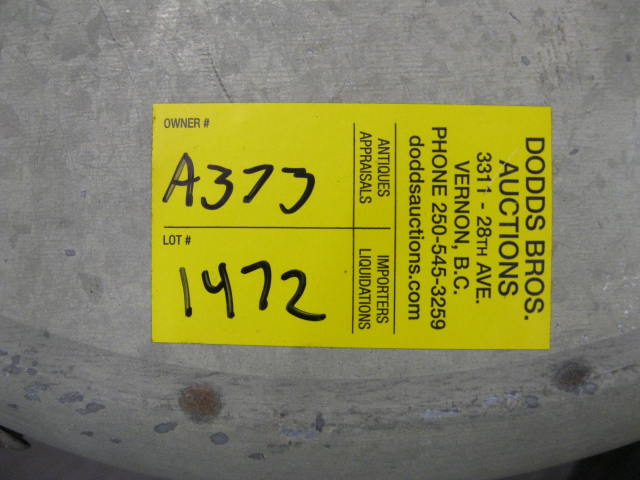 OWNER #
A373
LOT #
1472
ANTIQUES
APPRAISALS
IMPORTERS
LIQUIDATIONS
DODDS BROS.
AUCTIONS
3311 - 28TH AVE.
VERNON, B.C.
PHONE 250-545-3259
doddsauctions.com